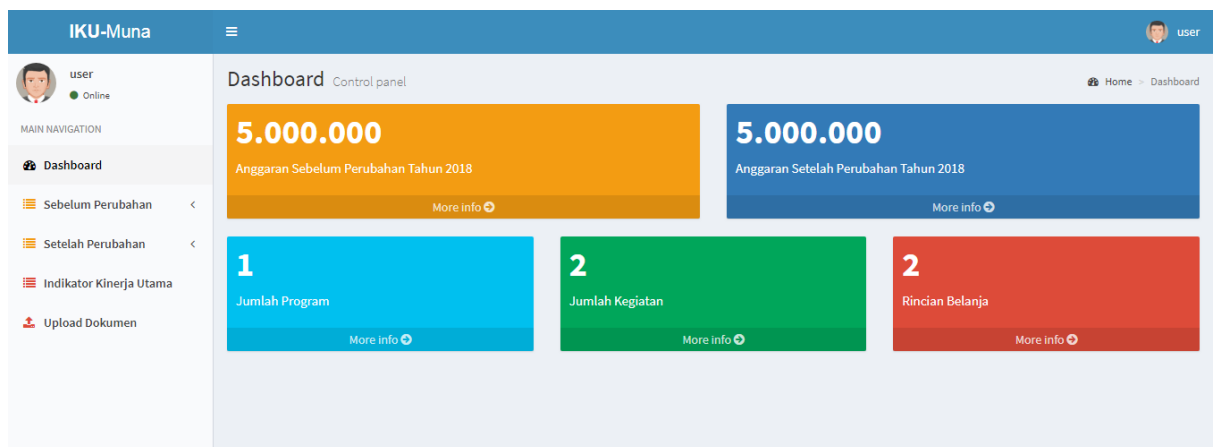 IKU-Muna
user
user
Online
MAIN NAVIGATION
Dashboard
Sebelum Perubahan
Setelah Perubahan
Indikator Kinerja Utama
Upload Dokumen
Dashboard Control panel
Home > Dashboard
5.000.000
Anggaran Sebelum Perubahan Tahun 2018
More info
5.000.000
Anggaran Setelah Perubahan Tahun 2018
More info
1
Jumlah Program
More info
2
Jumlah Kegiatan
More info
2
Rincian Belanja
More info